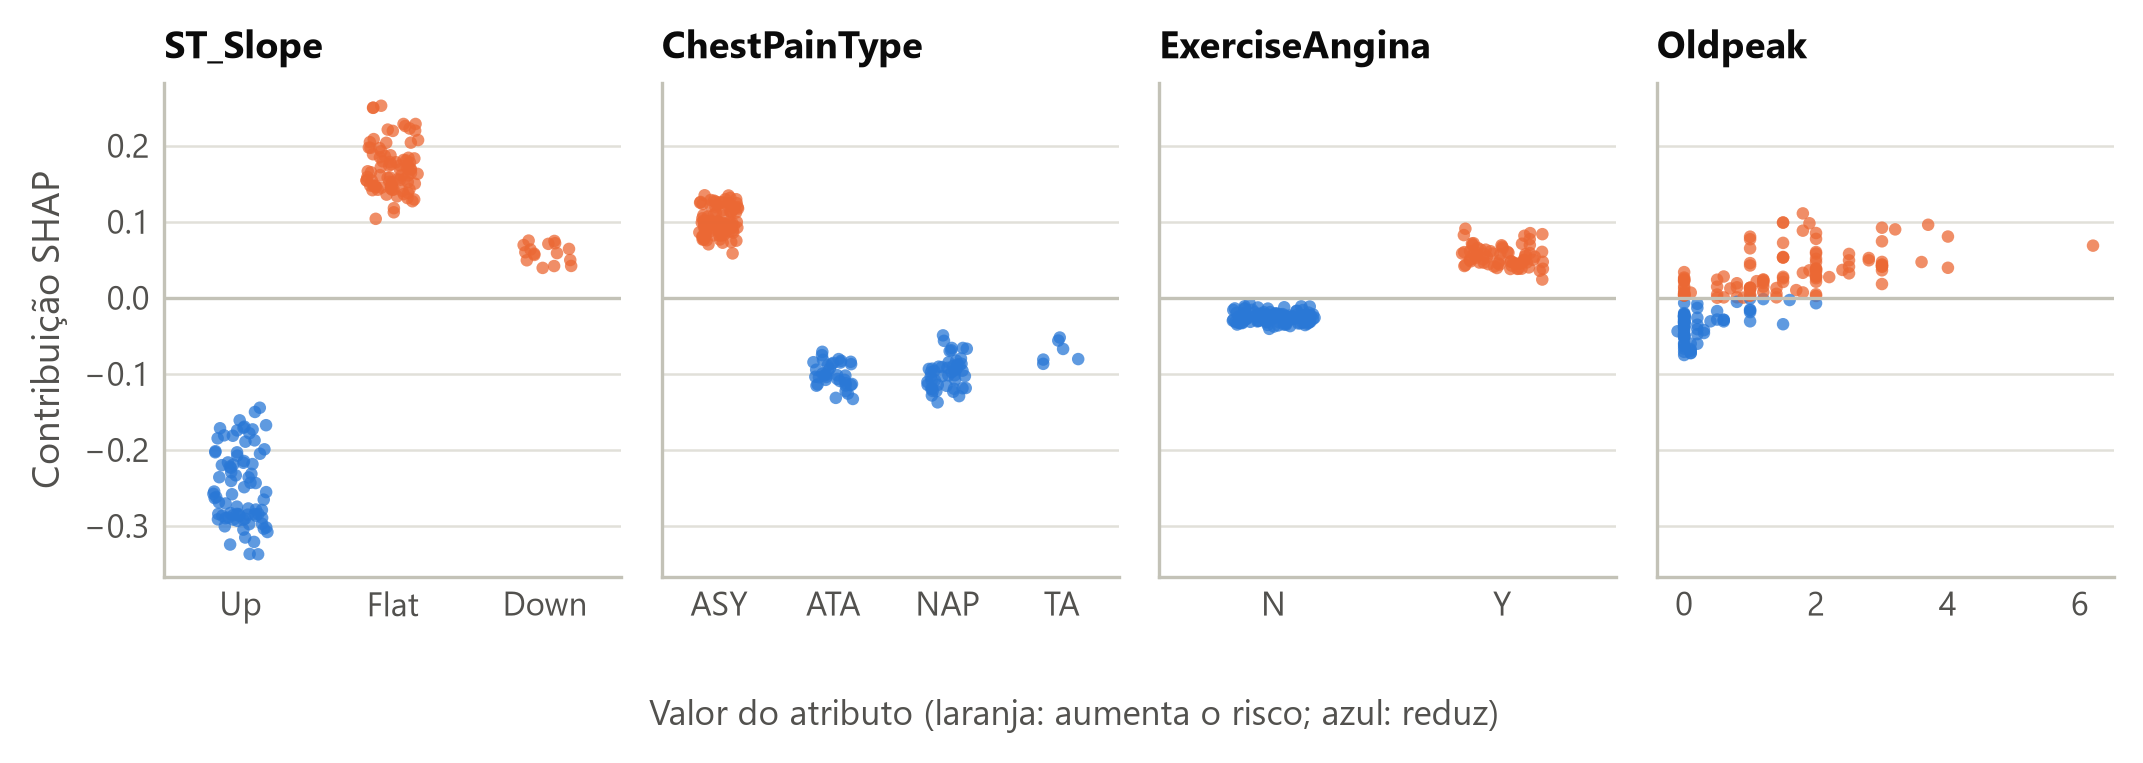 ST_Slope
ChestPainType
ExerciseAngina
Oldpeak
Contribuição SHAP
0.2
0.1
0.0
−0.1
−0.2
−0.3
Up Flat Down
ASY ATA NAP TA
N Y
0 2 4 6
Valor do atributo (laranja: aumenta o risco; azul: reduz)